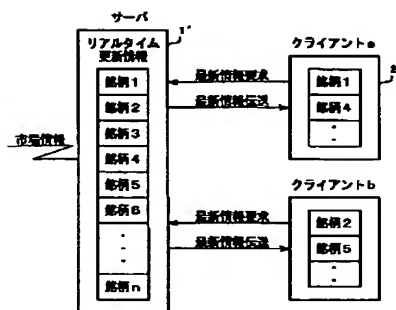 サーバ
1'
リアルタイム
更新情報
銘柄1
銘柄2
銘柄3
銘柄4
銘柄5
銘柄6
銘柄n
市場情報
クライアントa
2
最新情報要求
最新情報伝送
銘柄1
銘柄4
クライアントb
最新情報要求
最新情報伝送
銘柄2
銘柄5